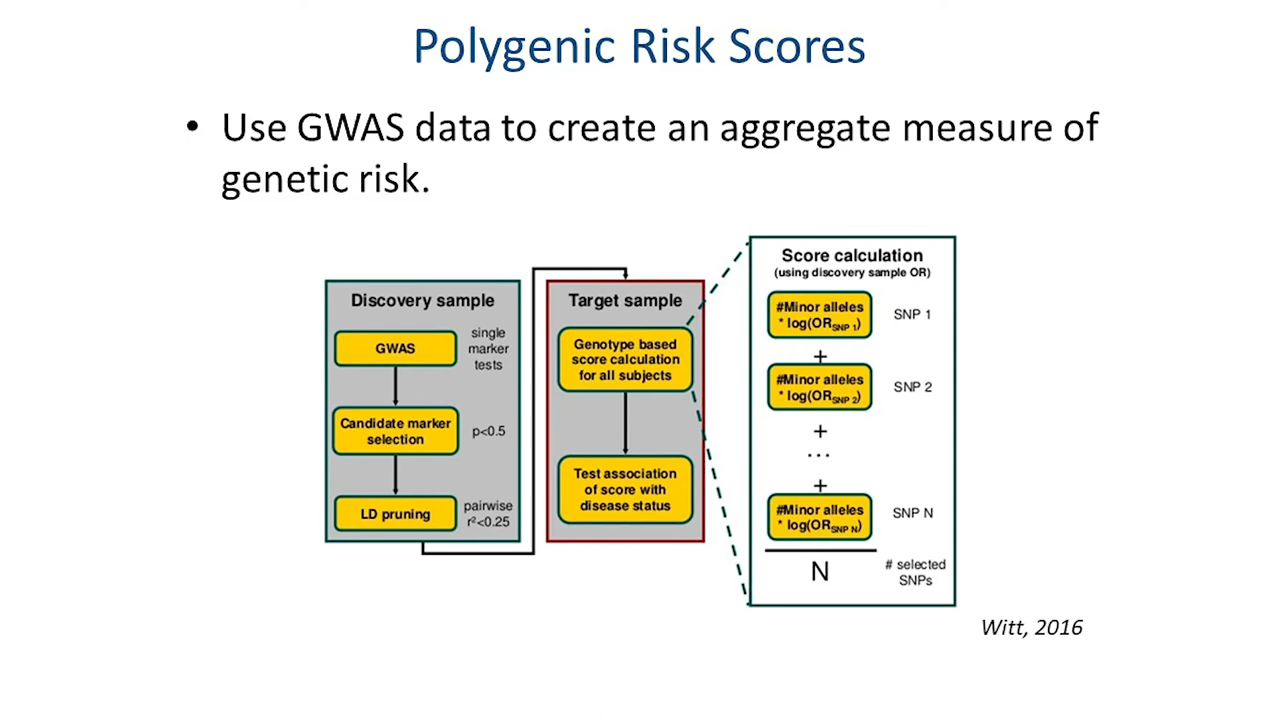 Polygenic Risk Scores
• Use GWAS data to create an aggregate measure of
genetic risk.
Discovery sample
GWAS
single
marker
tests
Candidate marker
selection
p<0.5
LD pruning
pairwise
r²<0.25
Target sample
Genotype based
score calculation
for all subjects
Test association
of score with
disease status
Score calculation
(using discovery sample OR)
#Minor alleles
* log(ORSNP 1)
SNP 1
+
#Minor alleles
* log(ORSNP 2)
SNP 2
+
...
+
#Minor alleles
* log(ORSNP N)
SNP N
N
# selected
SNPs
Witt, 2016